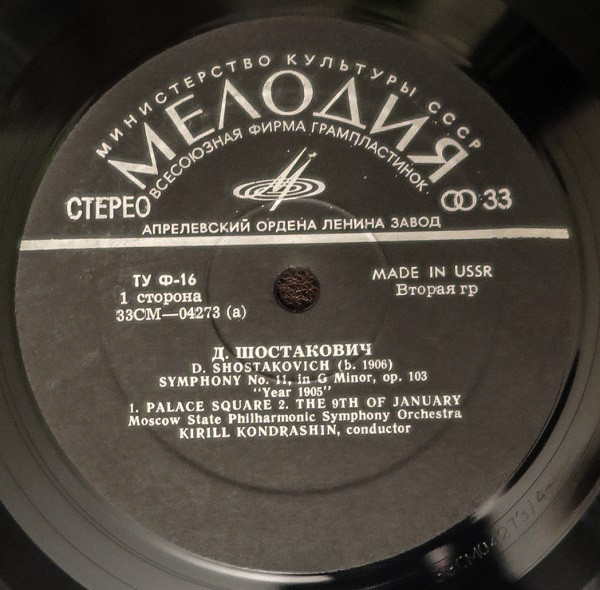 МИНИСТЕРСТВО КУЛЬТУРЫ СССР
МЕЛОДИЯ
ВСЕСОЮЗНАЯ ФИРМА ГРАМПЛАСТИНОК
СТЕРЕО
33
АПРЕЛЕВСКИЙ ОРДЕНА ЛЕНИНА ЗАВОД
ТУ Ф-16
1 сторона
33СМ—04273 (а)
MADE IN USSR
Вторая гр
Д. ШОСТАКОВИЧ
D. SHOSTAKOVICH (b. 1906)
SYMPHONY No. 11, in G Minor, op. 103
"Year 1905"
1. PALACE SQUARE 2. THE 9TH OF JANUARY
Moscow State Philharmonic Symphony Orchestra
KIRILL KONDRASHIN, conductor